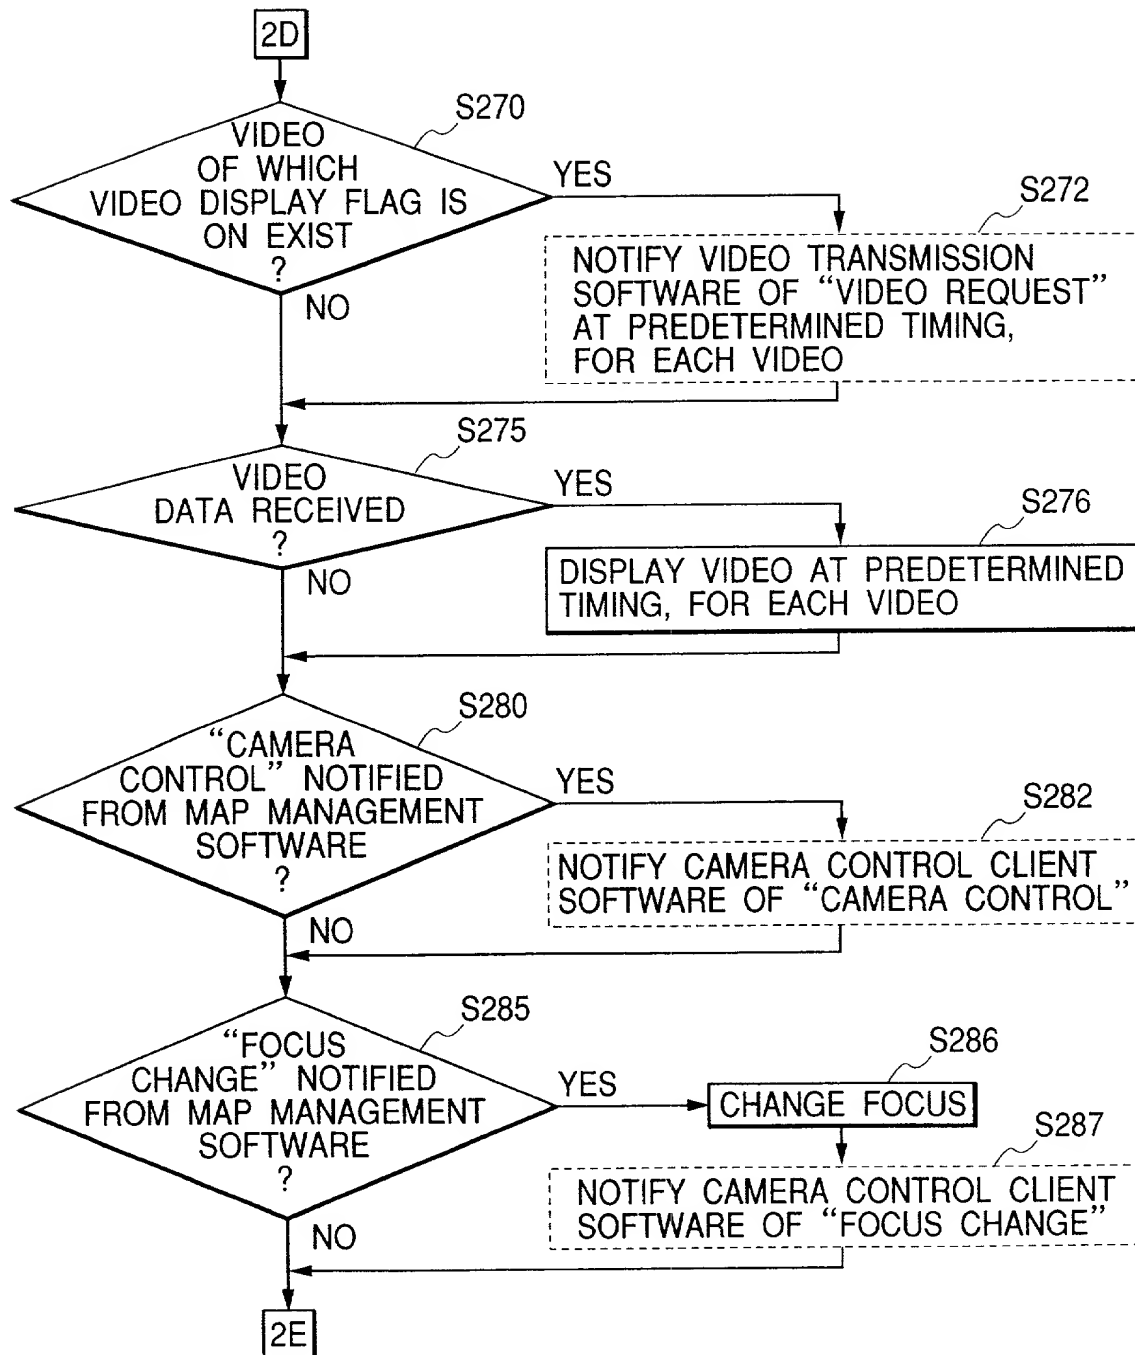 2D
S270
VIDEO
OF WHICH
VIDEO DISPLAY FLAG IS
ON EXIST
?
YES
NO
S272
NOTIFY VIDEO TRANSMISSION
SOFTWARE OF “VIDEO REQUEST”
AT PREDETERMINED TIMING,
FOR EACH VIDEO
S275
VIDEO
DATA RECEIVED
?
YES
NO
S276
DISPLAY VIDEO AT PREDETERMINED
TIMING, FOR EACH VIDEO
S280
“CAMERA
CONTROL” NOTIFIED
FROM MAP MANAGEMENT
SOFTWARE
?
YES
NO
S282
NOTIFY CAMERA CONTROL CLIENT
SOFTWARE OF “CAMERA CONTROL”
S285
“FOCUS
CHANGE” NOTIFIED
FROM MAP MANAGEMENT
SOFTWARE
?
YES
NO
S286
CHANGE FOCUS
S287
NOTIFY CAMERA CONTROL CLIENT
SOFTWARE OF “FOCUS CHANGE”
2E